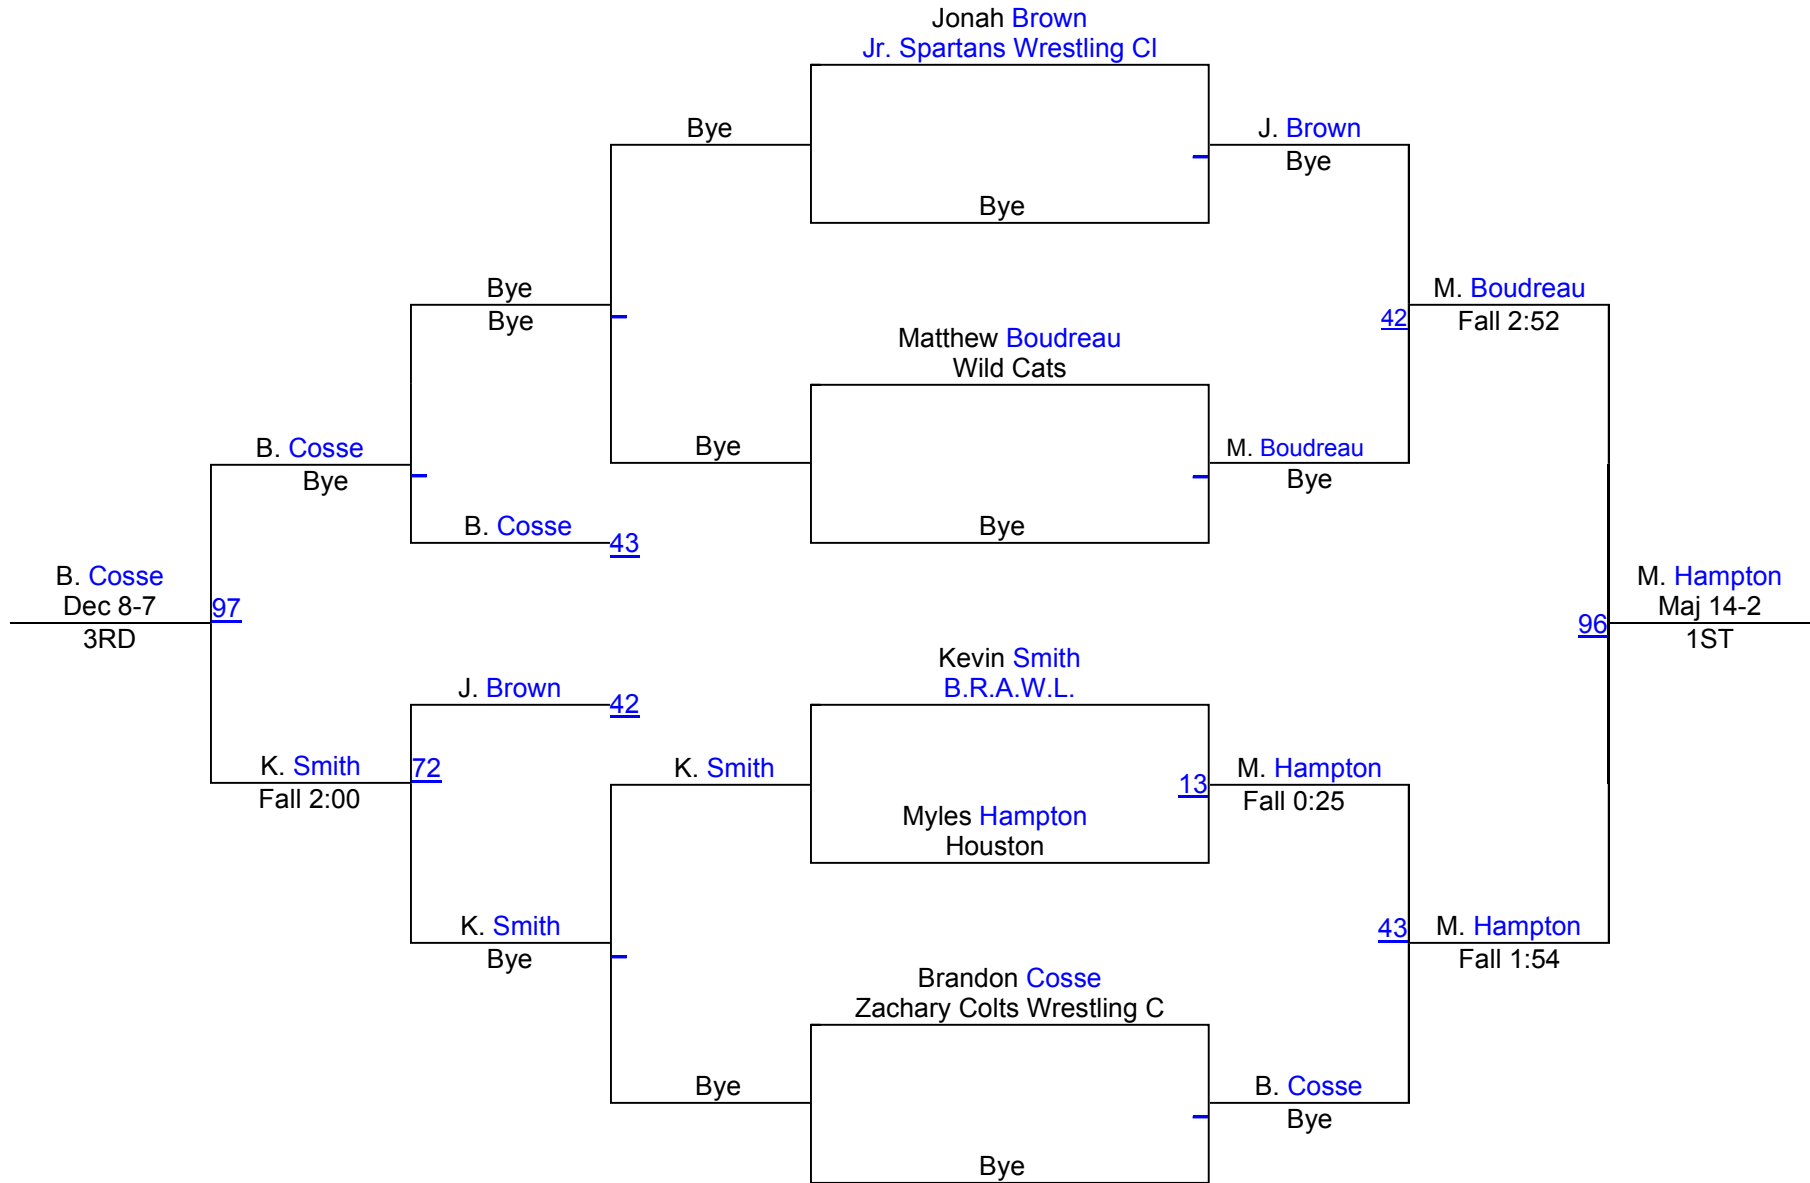 Jonah Brown
Jr. Spartans Wrestling Cl
Bye
J. Brown
Bye
Bye
Bye
Bye
M. Boudreau
Fall 2:52
42
Matthew Boudreau
Wild Cats
B. Cosse
Bye
Bye
M. Boudreau
Bye
B. Cosse
43
Bye
B. Cosse
Dec 8-7
3RD
97
M. Hampton
Maj 14-2
1ST
96
Kevin Smith
B.R.A.W.L.
J. Brown
42
K. Smith
Fall 2:00
72
K. Smith
13
M. Hampton
Fall 0:25
Myles Hampton
Houston
K. Smith
Bye
43
M. Hampton
Fall 1:54
Brandon Cosse
Zachary Colts Wrestling C
Bye
B. Cosse
Bye
Bye